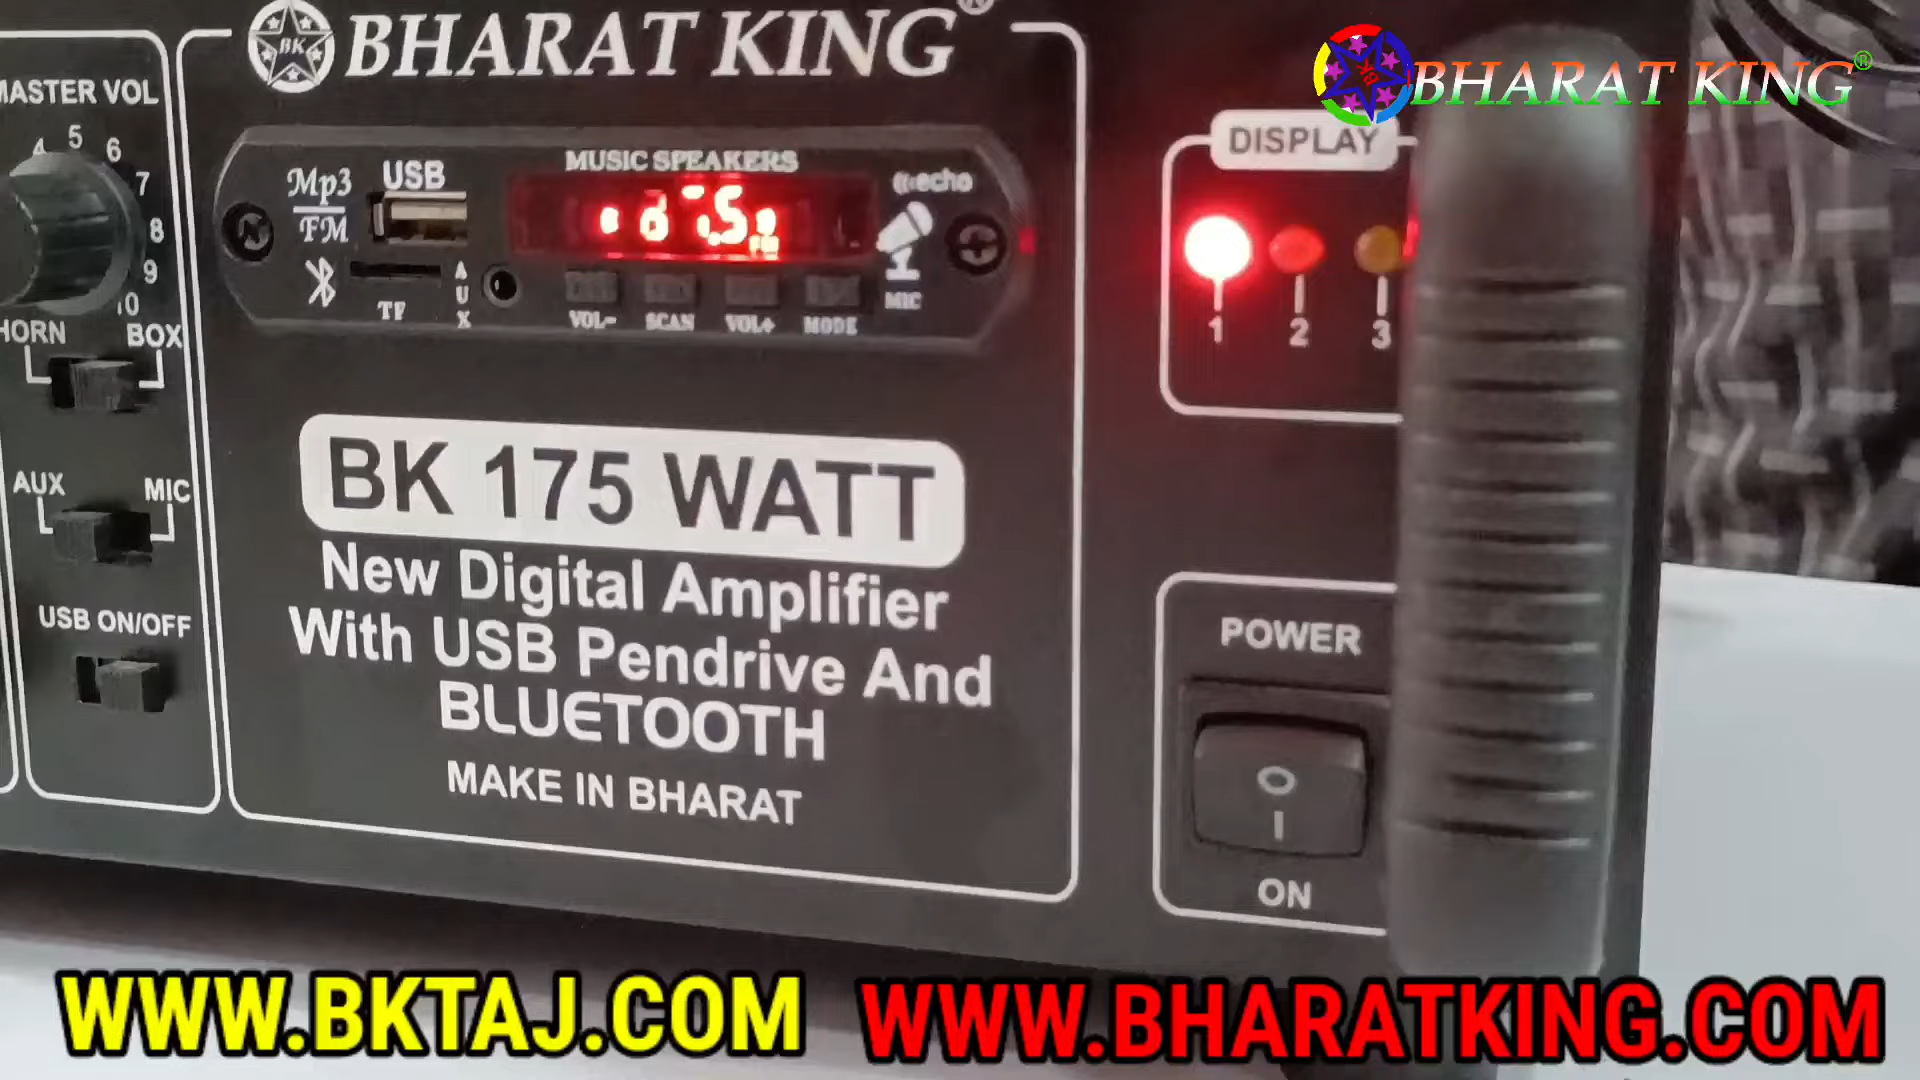 BK BHARAT KING®
BHARAT KING®
MASTER VOL
4 5 6 7 8 9 10
HORN BOX
AUX MIC
USB ON/OFF
Mp3
FM
USB
TF
AUX
MUSIC SPEAKERS
FM
echo
MIC
VOL- SCAN VOL+ MODE
DISPLAY
1 2 3
BK 175 WATT
New Digital Amplifier
With USB Pendrive And
BLUETOOTH
MAKE IN BHARAT
POWER
O
I
ON
WWW.BKTAJ.COM
WWW.BHARATKING.COM